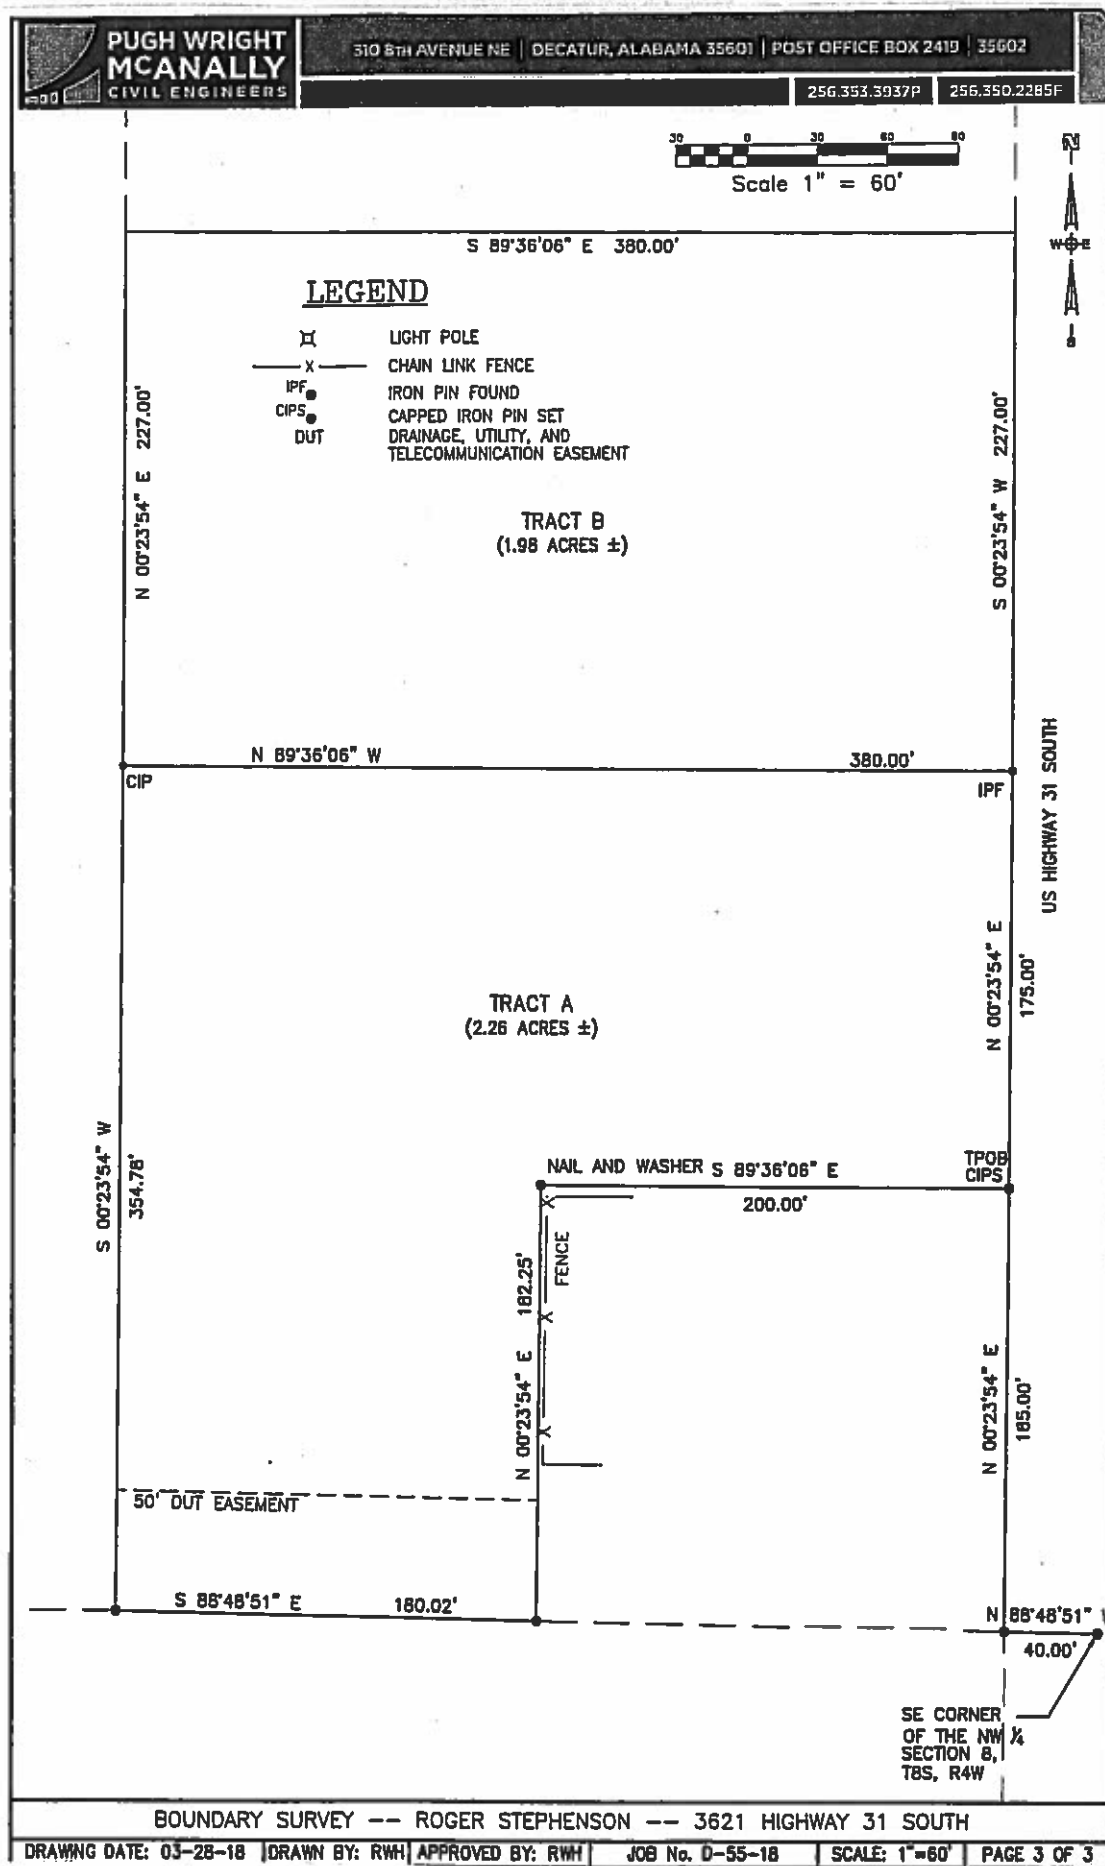 PUGH WRIGHT
MCANALLY
CIVIL ENGINEERS
310 8TH AVENUE NE | DECATUR, ALABAMA 35601 | POST OFFICE BOX 2419 | 35602
256.353.3937P
256.350.2285F
30 0 30 60 90
Scale 1" = 60'
N
W E
S
S 89°36'06" E 380.00'
LEGEND
LIGHT POLE
X CHAIN LINK FENCE
IPF IRON PIN FOUND
CIPS CAPPED IRON PIN SET
DUT DRAINAGE, UTILITY, AND
TELECOMMUNICATION EASEMENT
N 00°23'54" E 227.00'
S 00°23'54" W 227.00'
TRACT B
(1.98 ACRES ±)
N 89°36'06" W 380.00'
CIP
IPF
US HIGHWAY 31 SOUTH
N 00°23'54" E
175.00'
TRACT A
(2.26 ACRES ±)
S 00°23'54" W
354.78'
NAIL AND WASHER S 89°36'06" E
200.00'
TPOB
CIPS
X
FENCE
X
X
N 00°23'54" E 182.25'
N 00°23'54" E
185.00'
50' DUT EASEMENT
S 88°48'51" E 180.02'
N 88°48'51"
40.00'
SE CORNER
OF THE NW ¼
SECTION 8,
T8S, R4W
BOUNDARY SURVEY -- ROGER STEPHENSON -- 3621 HIGHWAY 31 SOUTH
DRAWING DATE: 03-28-18 DRAWN BY: RWH APPROVED BY: RWH JOB No. D-55-18 SCALE: 1"=60' PAGE 3 OF 3